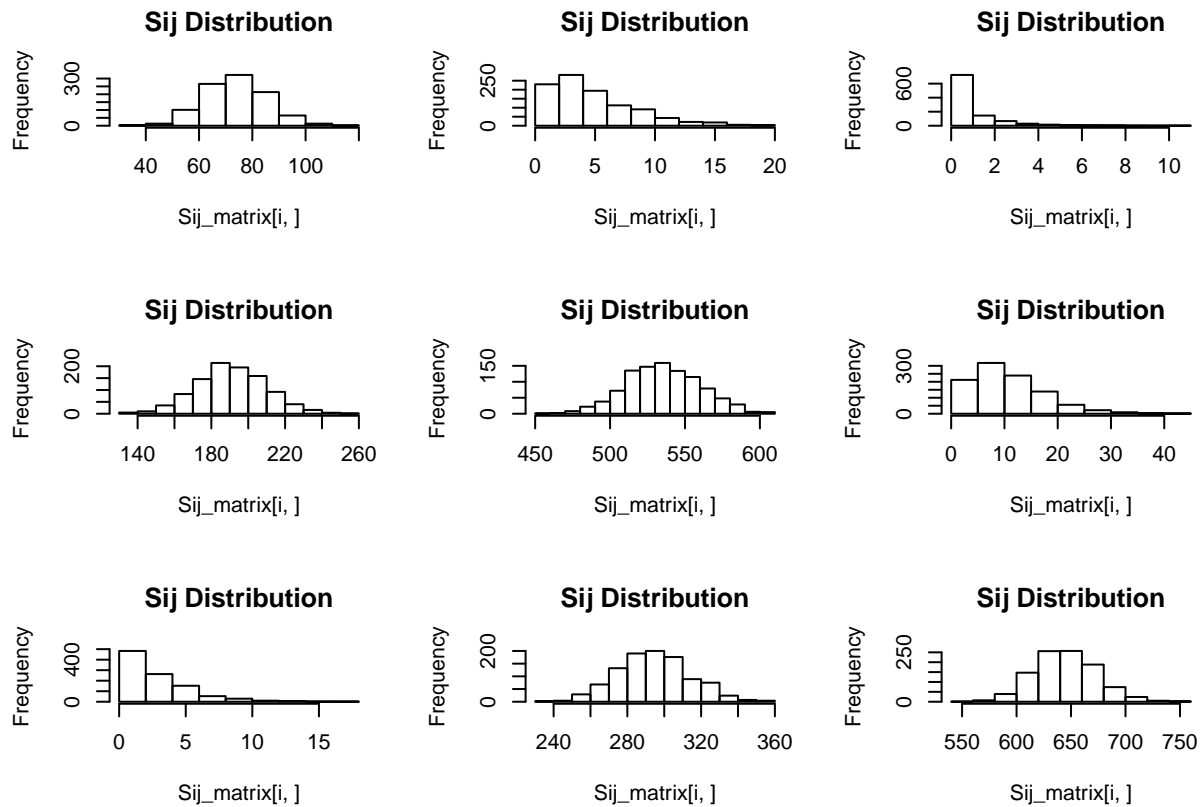 Sij Distribution
Frequency
0 300
40 60 80 100
Sij_matrix[i, ]
Sij Distribution
Frequency
0 250
0 5 10 15 20
Sij_matrix[i, ]
Sij Distribution
Frequency
0 600
0 2 4 6 8 10
Sij_matrix[i, ]
Sij Distribution
Frequency
0 200
140 180 220 260
Sij_matrix[i, ]
Sij Distribution
Frequency
0 150
450 500 550 600
Sij_matrix[i, ]
Sij Distribution
Frequency
0 300
0 10 20 30 40
Sij_matrix[i, ]
Sij Distribution
Frequency
0 400
0 5 10 15
Sij_matrix[i, ]
Sij Distribution
Frequency
0 200
240 280 320 360
Sij_matrix[i, ]
Sij Distribution
Frequency
0 250
550 600 650 700 750
Sij_matrix[i, ]